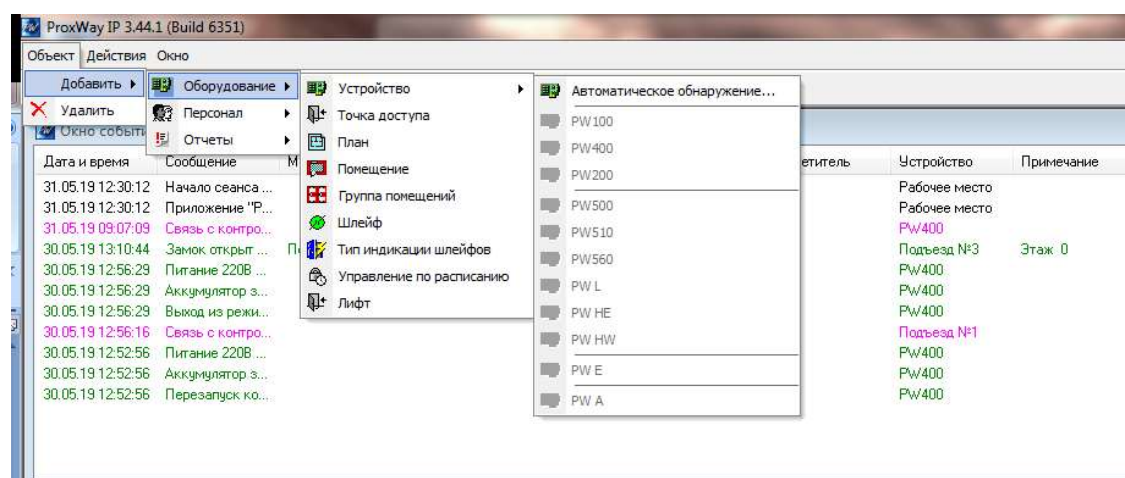 ProxWay IP 3.44.1 (Build 6351)
Объект Действия Окно
Добавить
Удалить
Оборудование
Персонал
Отчеты
Устройство
Точка доступа
План
Помещение
Группа помещений
Шлейф
Тип индикации шлейфов
Управление по расписанию
Лифт
Автоматическое обнаружение...
PW100
PW400
PW200
PW500
PW510
PW560
PW L
PW HE
PW HW
PW E
PW A
Окно событи
Дата и время Сообщение М етитель Устройство Примечание
31.05.19 12:30:12 Начало сеанса ... Рабочее место
31.05.19 12:30:12 Приложение "Р... Рабочее место
31.05.19 09:07:09 Связь с контро... PW400
30.05.19 13:10:44 Замок открыт ... Подъезд №3 Этаж 0
30.05.19 12:56:29 Питание 220В ... PW400
30.05.19 12:56:29 Аккумулятор з... PW400
30.05.19 12:56:29 Выход из режи... PW400
30.05.19 12:56:16 Связь с контро... Подъезд №1
30.05.19 12:52:56 Питание 220В ... PW400
30.05.19 12:52:56 Аккумулятор з... PW400
30.05.19 12:52:56 Перезапуск ко... PW400